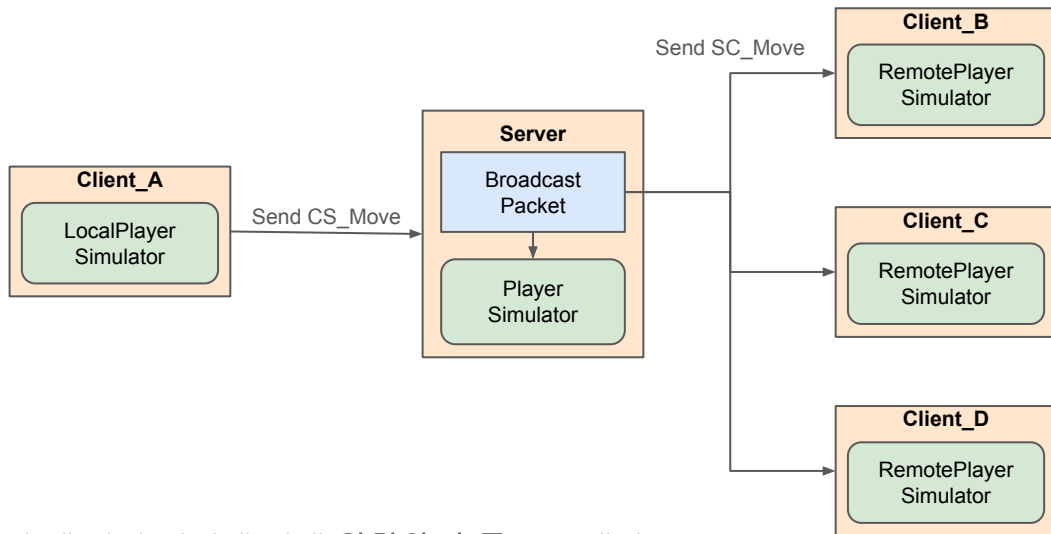 Client_B
Send SC_Move
RemotePlayer
Simulator
Server
Broadcast
Packet
Client_A
Send CS_Move
LocalPlayer
Simulator
Player
Simulator
Client_C
RemotePlayer
Simulator
Client_D
RemotePlayer
Simulator